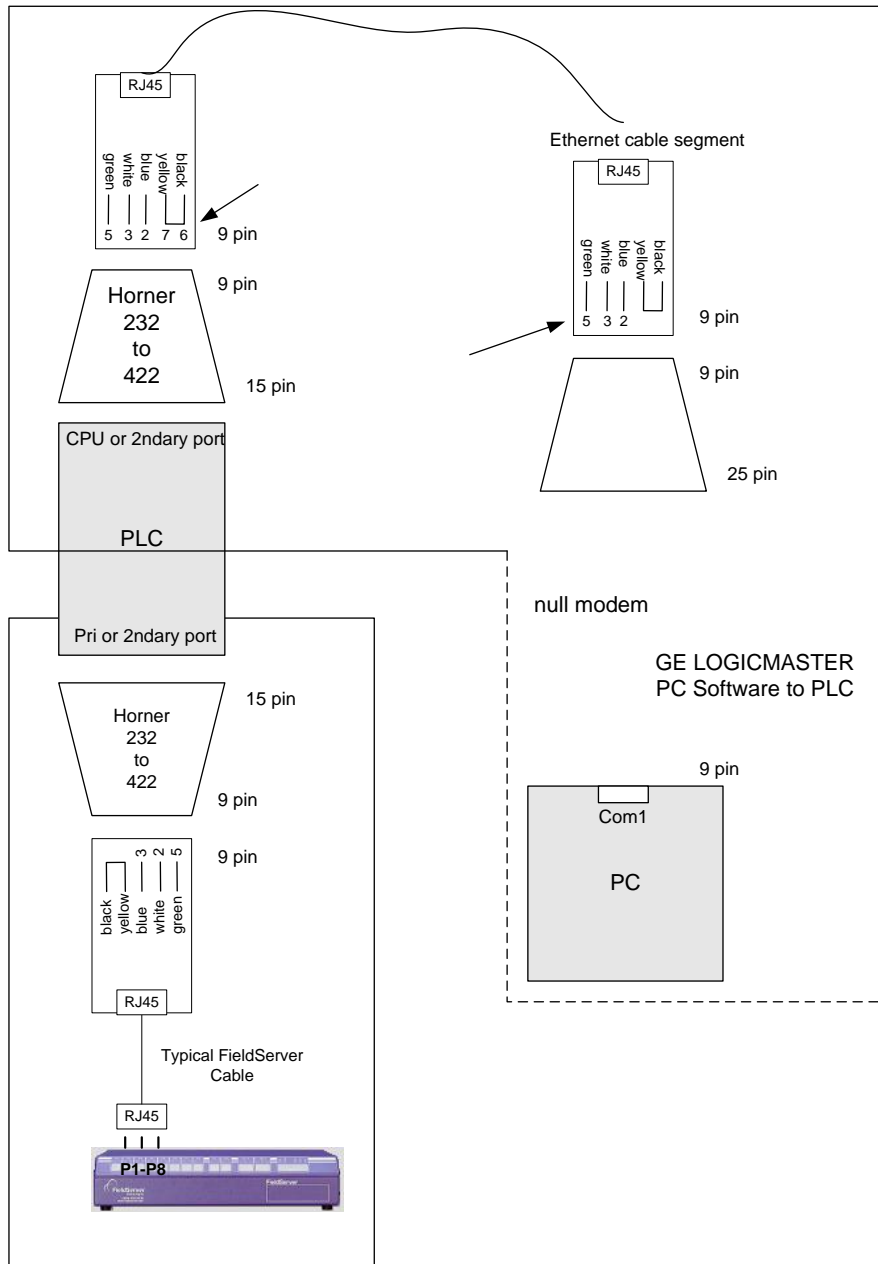 RJ45
green
white
blue
yellow
black
5 3 2 7 6
9 pin
9 pin
Horner
232
to
422
15 pin
CPU or 2ndary port
PLC
Pri or 2ndary port
Ethernet cable segment
RJ45
green
white
blue
yellow
black
5 3 2
9 pin
9 pin
25 pin
null modem
GE LOGICMASTER
PC Software to PLC
9 pin
Com1
PC
15 pin
Horner
232
to
422
9 pin
9 pin
3 2 5
black
yellow
blue
white
green
RJ45
Typical FieldServer
Cable
RJ45
P1-P8
FieldServer
FieldServer